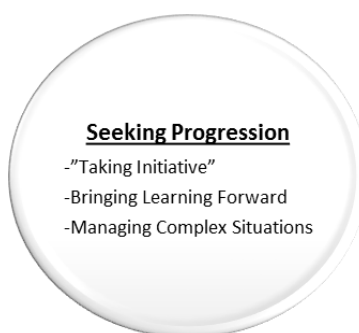 Seeking Progression
-”Taking Initiative”
-Bringing Learning Forward
-Managing Complex Situations